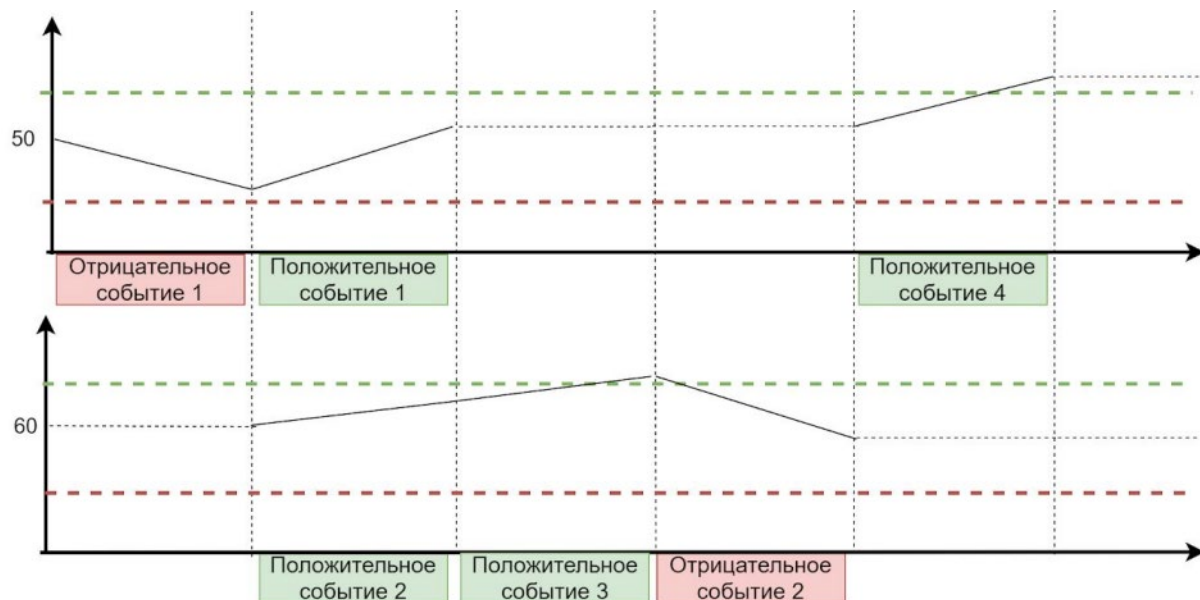 50
Отрицательное
событие 1
Положительное
событие 1
Положительное
событие 4
60
Положительное
событие 2
Положительное
событие 3
Отрицательное
событие 2